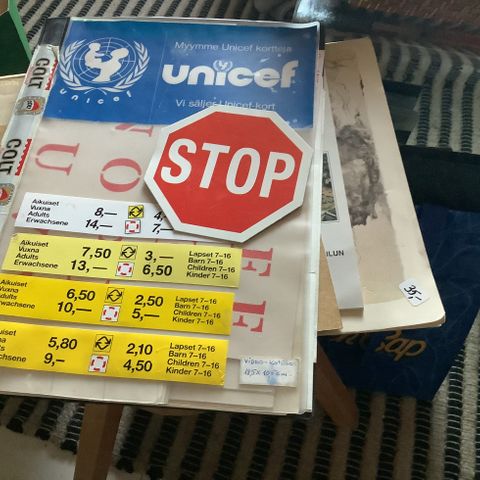 Myymme Unicef kortteja
unicef
unicef
Vi säljer Unicef-kort
COLT
COLT
STOP
Aikuiset
Vuxna
Adults
Erwachsene
8,—
14,—
7
Aikuiset
Vuxna
Adults
Erwachsene
7,50
13,—
3,—
6,50
Lapset 7–16
Barn 7–16
Children 7–16
Kinder 7–16
Aikuiset
Vuxna
Adults
Erwachsene
6,50
10,—
2,50
5,—
Lapset 7–16
Barn 7–16
Children 7–16
Kinder 7–16
Vuxna
Adults
Erwachsene
5,80
9,—
2,10
4,50
Lapset 7–16
Barn 7–16
Children 7–16
Kinder 7–16
35,-